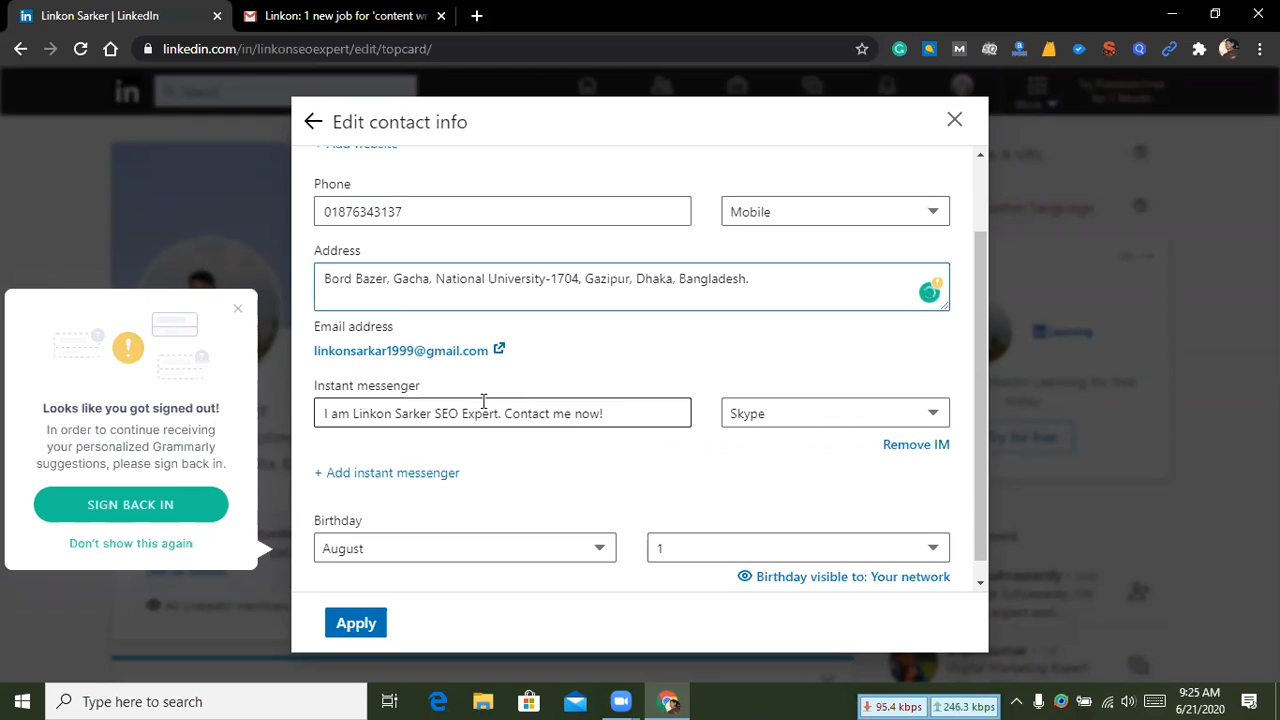 Linkon Sarker | LinkedIn
Linkon: 1 new job for 'content wr
linkedin.com/in/linkonseoexpert/edit/topcard/
in
Search
Edit contact info
+ Add website
Phone
01876343137
Mobile
Address
Bord Bazer, Gacha, National University-1704, Gazipur, Dhaka, Bangladesh.
Email address
linkonsarkar1999@gmail.com
Instant messenger
I am Linkon Sarker SEO Expert. Contact me now!
Skype
Remove IM
+ Add instant messenger
Birthday
August
1
Birthday visible to: Your network
Apply
Looks like you got signed out!
In order to continue receiving
your personalized Grammarly
suggestions, please sign back in.
SIGN BACK IN
Don't show this again
Type here to search
95.4 kbps
246.3 kbps
9:25 AM
6/21/2020